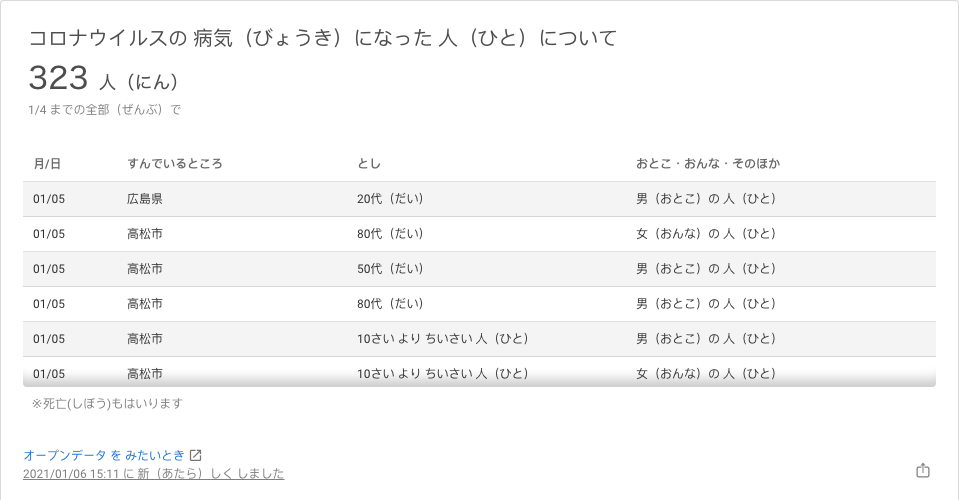 コロナウイルスの 病気（びょうき）になった 人（ひと）について
323 人（にん）
1/4 までの全部（ぜんぶ）で
月/日 すんでいるところ とし おとこ・おんな・そのほか
01/05 広島県 20代（だい） 男（おとこ）の 人（ひと）
01/05 高松市 80代（だい） 女（おんな）の 人（ひと）
01/05 高松市 50代（だい） 男（おとこ）の 人（ひと）
01/05 高松市 80代（だい） 男（おとこ）の 人（ひと）
01/05 高松市 10さい より ちいさい 人（ひと） 男（おとこ）の 人（ひと）
01/05 高松市 10さい より ちいさい 人（ひと） 女（おんな）の 人（ひと）
※死亡(しぼう)もはいります
オープンデータ を みたいとき
2021/01/06 15:11 に 新（あたら）しく しました